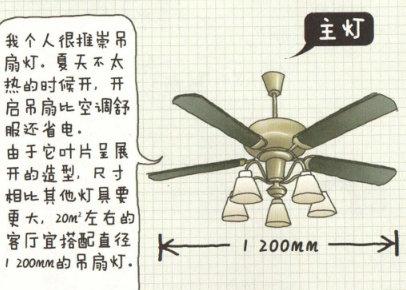 主灯
我个人很推崇吊
扇灯。夏天不太
热的时候开，开
启吊扇比空调舒
服还省电。
由于它叶片呈展
开的造型，尺寸
相比其他灯具要
更大，20m²左右的
客厅宜搭配直径
1 200mm的吊扇灯。
1 200mm